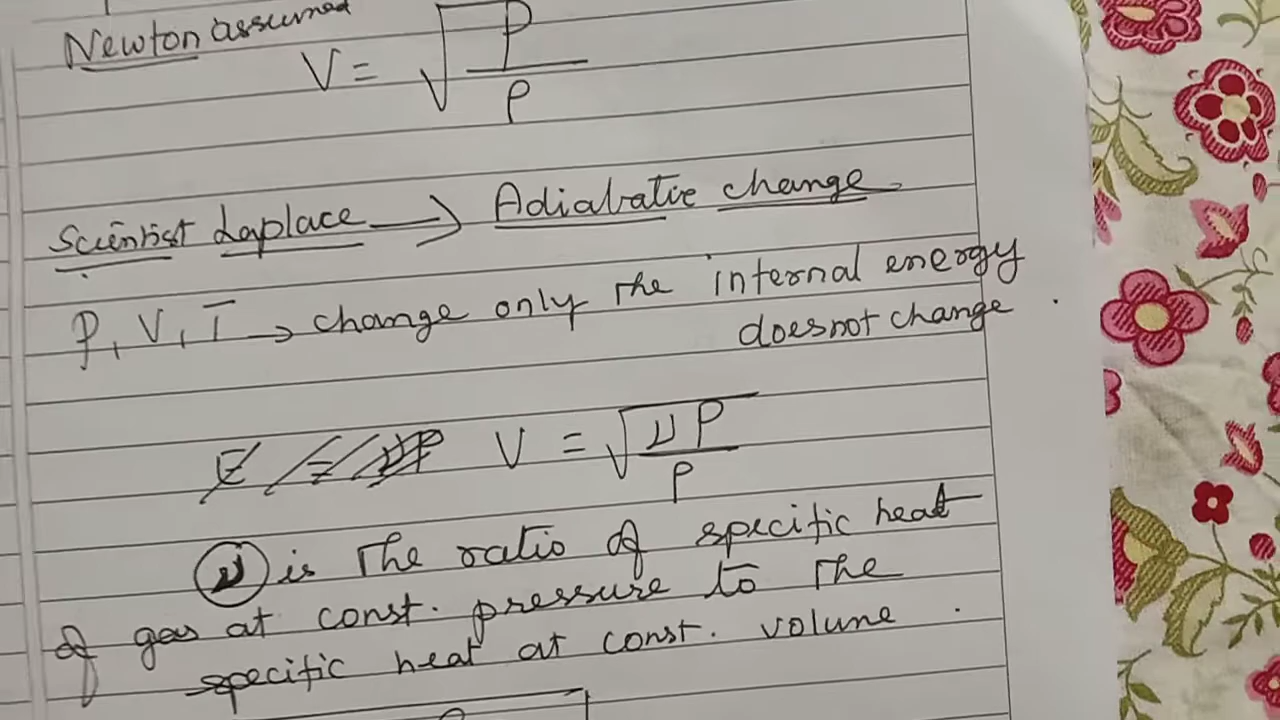 Newton assumed
V = √P/ρ
Scientist Laplace → Adiabatic change
P, V, T → change only the internal energy
does not change .
V = √νP/ρ
ν is the ratio of specific heat
of gas at const. pressure to the
specific heat at const. volume .